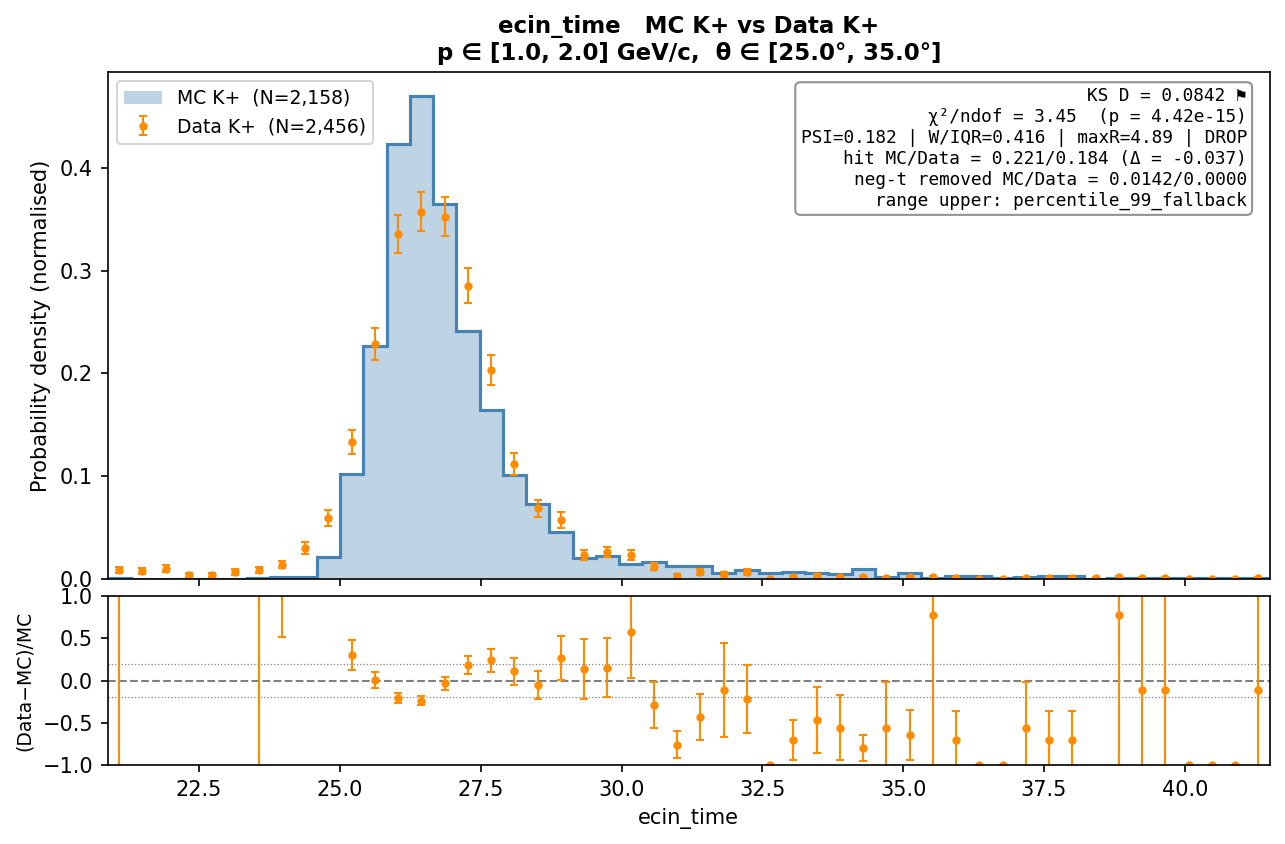 ecin_time   MC K+ vs Data K+
p ∈ [1.0, 2.0] GeV/c,  θ ∈ [25.0°, 35.0°]
MC K+  (N=2,158)
Data K+  (N=2,456)
KS D = 0.0842 ⚑
χ²/ndof = 3.45  (p = 4.42e-15)
PSI=0.182 | W/IQR=0.416 | maxR=4.89 | DROP
hit MC/Data = 0.221/0.184 (Δ = -0.037)
neg-t removed MC/Data = 0.0142/0.0000
range upper: percentile_99_fallback
Probability density (normalised)
0.4
0.3
0.2
0.1
0.0
(Data−MC)/MC
1.0
0.5
0.0
−0.5
−1.0
22.5 25.0 27.5 30.0 32.5 35.0 37.5 40.0
ecin_time